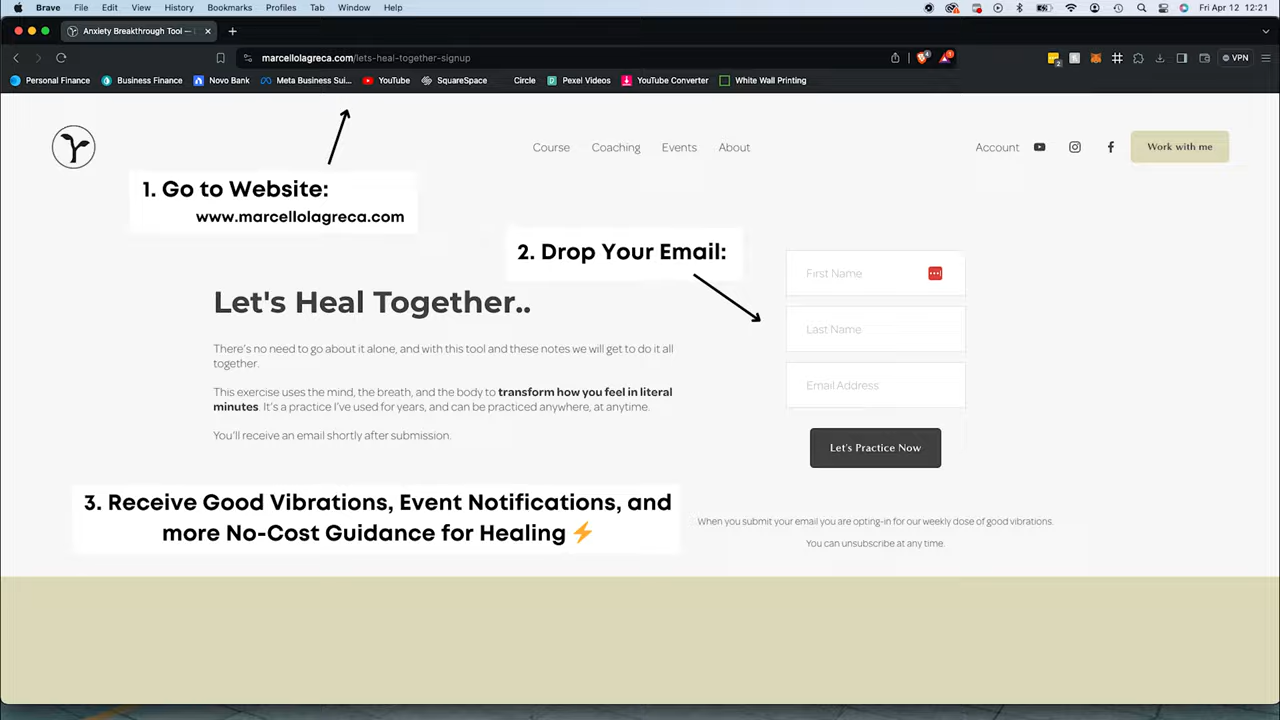 Brave File Edit View History Bookmarks Profiles Tab Window Help Fri Apr 12 12:21
Anxiety Breakthrough Tool —
marcellolagreca.com/lets-heal-together-signup VPN
Personal Finance Business Finance Novo Bank Meta Business Sui... YouTube SquareSpace Circle Pexel Videos YouTube Converter White Wall Printing
Course Coaching Events About Account Work with me
1. Go to Website:
www.marcellolagreca.com
2. Drop Your Email:
First Name
Last Name
Email Address
Let's Practice Now
Let's Heal Together..
There's no need to go about it alone, and with this tool and these notes we will get to do it all
together.
This exercise uses the mind, the breath, and the body to transform how you feel in literal
minutes. It's a practice I've used for years, and can be practiced anywhere, at anytime.
You'll receive an email shortly after submission.
3. Receive Good Vibrations, Event Notifications, and
more No-Cost Guidance for Healing ⚡
When you submit your email you are opting-in for our weekly dose of good vibrations.
You can unsubscribe at any time.